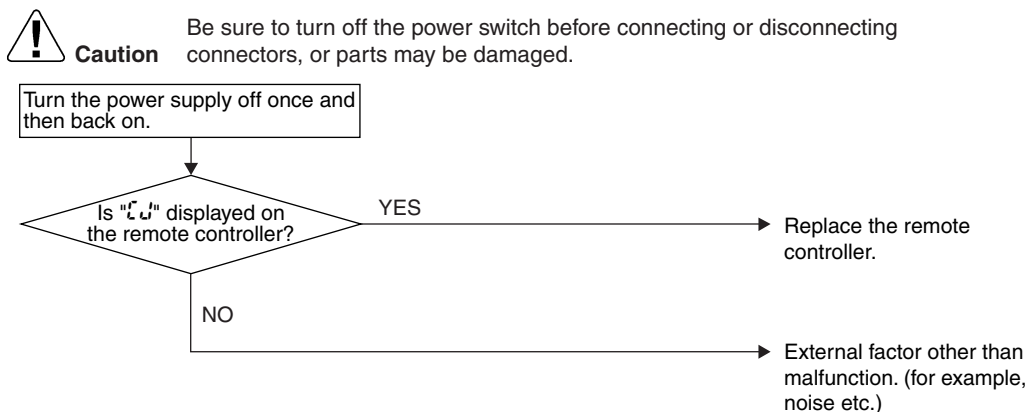 Be sure to turn off the power switch before connecting or disconnecting
Caution connectors, or parts may be damaged.
Turn the power supply off once and
then back on.
Is "CJ" displayed on
the remote controller?
YES
Replace the remote
controller.
NO
External factor other than
malfunction. (for example,
noise etc.)